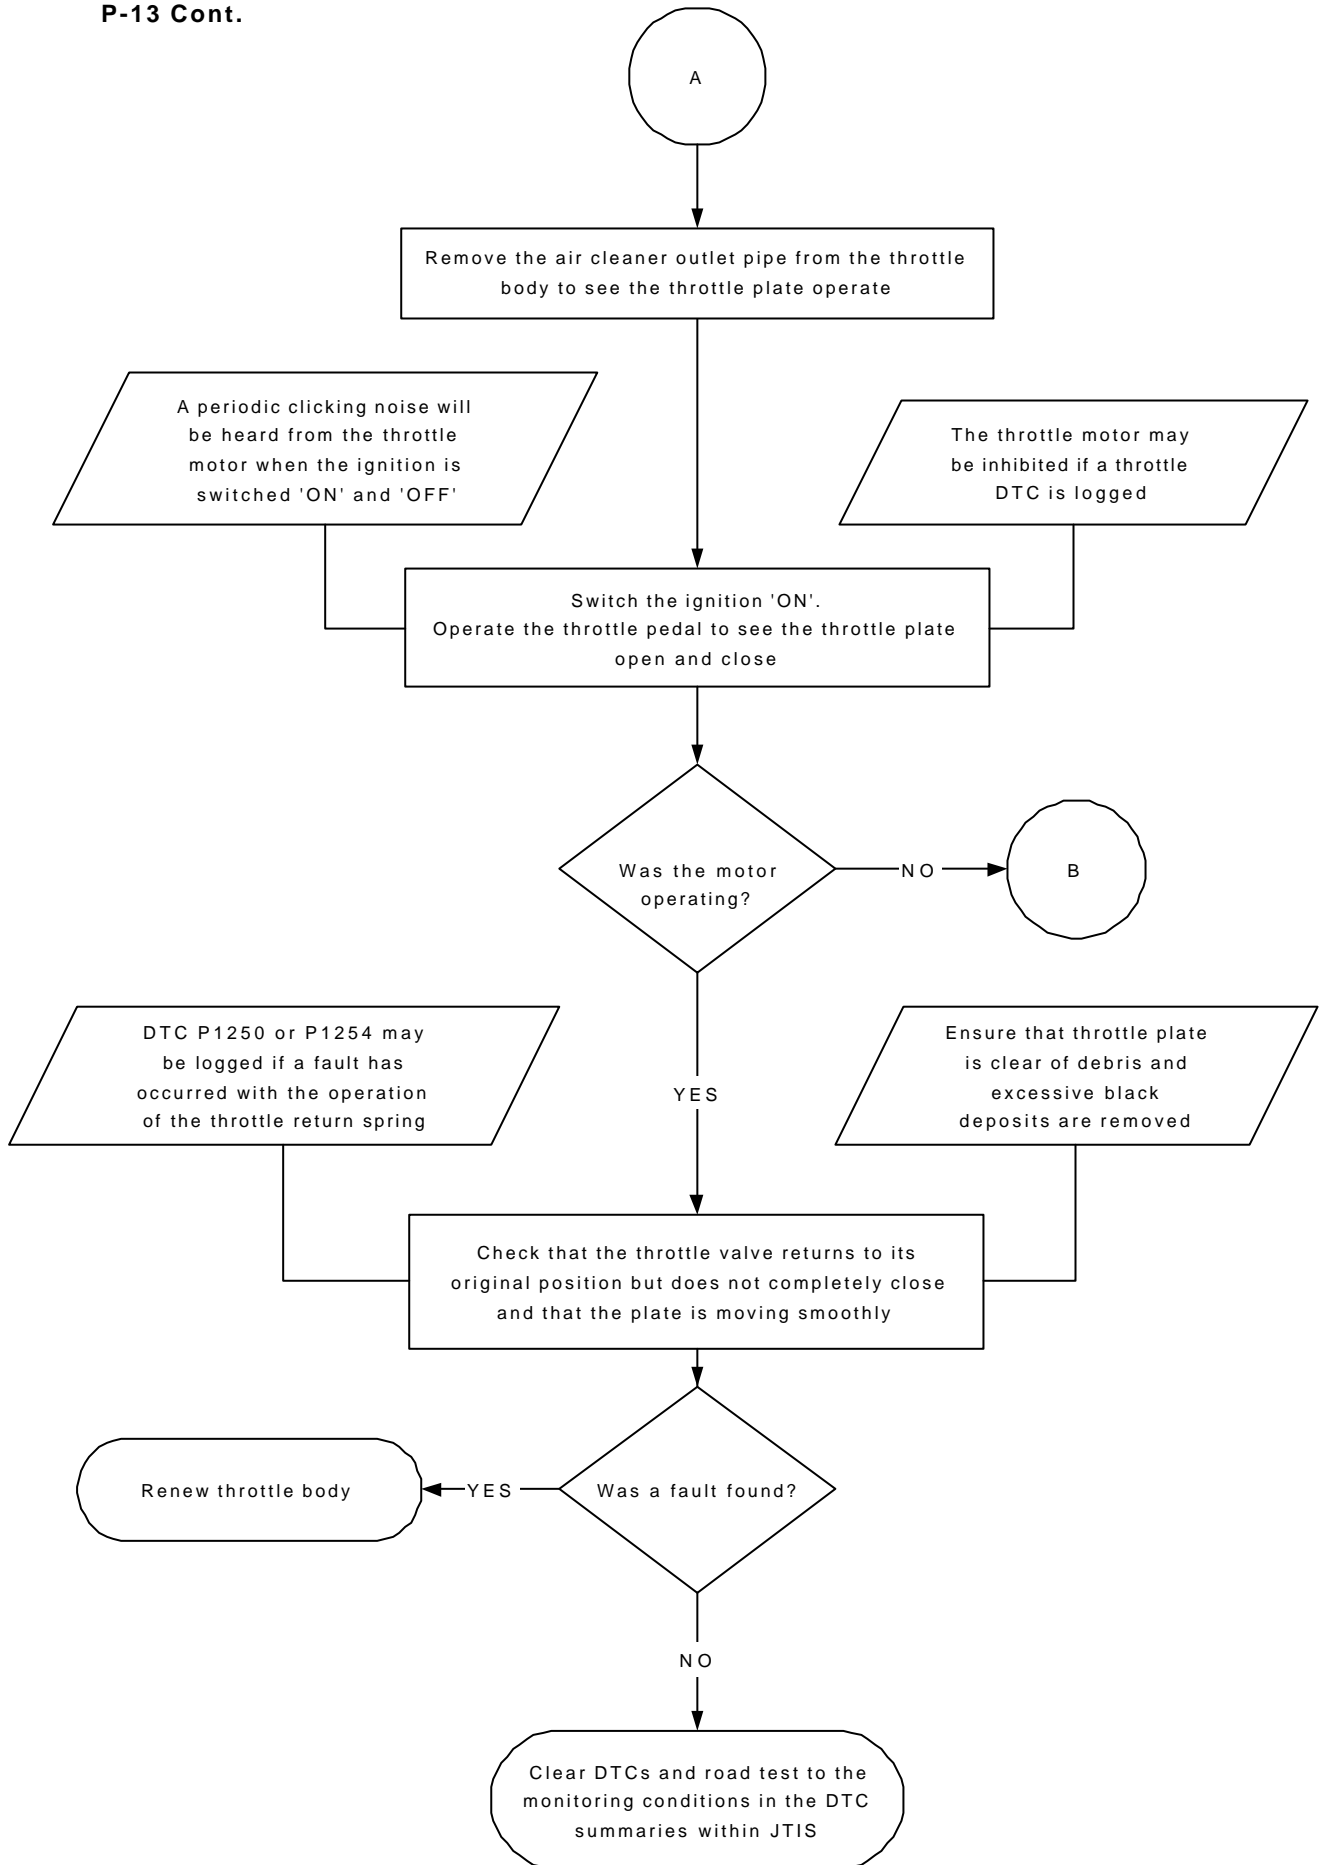 P-13 Cont.
A
Remove the air cleaner outlet pipe from the throttle
body to see the throttle plate operate
A periodic clicking noise will
be heard from the throttle
motor when the ignition is
switched 'ON' and 'OFF'
The throttle motor may
be inhibited if a throttle
DTC is logged
Switch the ignition 'ON'.
Operate the throttle pedal to see the throttle plate
open and close
Was the motor
operating?
NO
B
YES
DTC P1250 or P1254 may
be logged if a fault has
occurred with the operation
of the throttle return spring
Ensure that throttle plate
is clear of debris and
excessive black
deposits are removed
Check that the throttle valve returns to its
original position but does not completely close
and that the plate is moving smoothly
Was a fault found?
YES
Renew throttle body
NO
Clear DTCs and road test to the
monitoring conditions in the DTC
summaries within JTIS